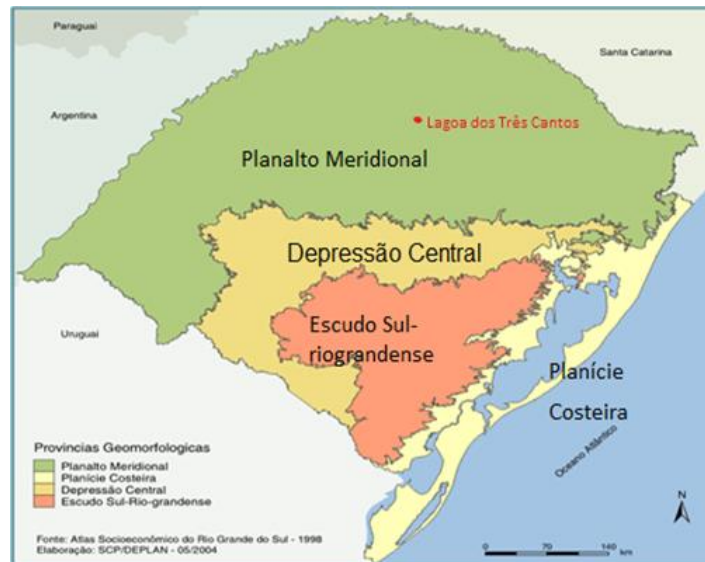 Paraguai
Santa Catarina
Argentina
Lagoa dos Três Cantos
Planalto Meridional
Depressão Central
Uruguai
Escudo Sul-
riograndense
Planície
Costeira
Oceano Atlântico
Provincias Geomorfologicas
Planalto Meridional
Planície Costeira
Depressão Central
Escudo Sul-Rio-grandense
Fonte: Atlas Socioeconômico do Rio Grande do Sul - 1998
Elaboração: SCP/DEPLAN - 05/2004
N
0 70 140
km